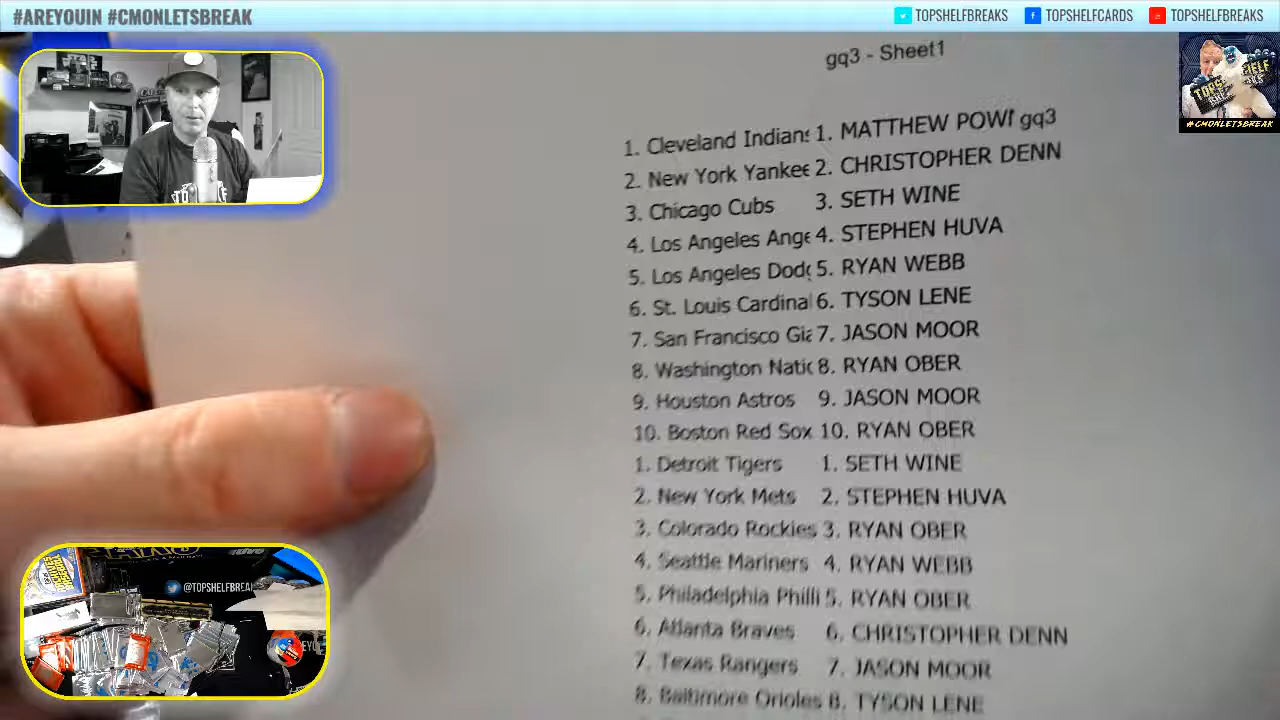 #AREYOUIN #CMONLETSBREAK
TOPSHELFBREAKS TOPSHELFCARDS TOPSHELFBREAKS
#CMONLETSBREAK
gq3 - Sheet1
1. Cleveland Indians 1. MATTHEW POWI gq3
2. New York Yankee 2. CHRISTOPHER DENN
3. Chicago Cubs 3. SETH WINE
4. Los Angeles Ange 4. STEPHEN HUVA
5. Los Angeles Dodg 5. RYAN WEBB
6. St. Louis Cardinal 6. TYSON LENE
7. San Francisco Gia 7. JASON MOOR
8. Washington Natic 8. RYAN OBER
9. Houston Astros 9. JASON MOOR
10. Boston Red Sox 10. RYAN OBER
1. Detroit Tigers 1. SETH WINE
2. New York Mets 2. STEPHEN HUVA
3. Colorado Rockies 3. RYAN OBER
4. Seattle Mariners 4. RYAN WEBB
5. Philadelphia Philli 5. RYAN OBER
6. Atlanta Braves 6. CHRISTOPHER DENN
7. Texas Rangers 7. JASON MOOR
8. Baltimore Orioles 8. TYSON LENE
@TOPSHELFBREA